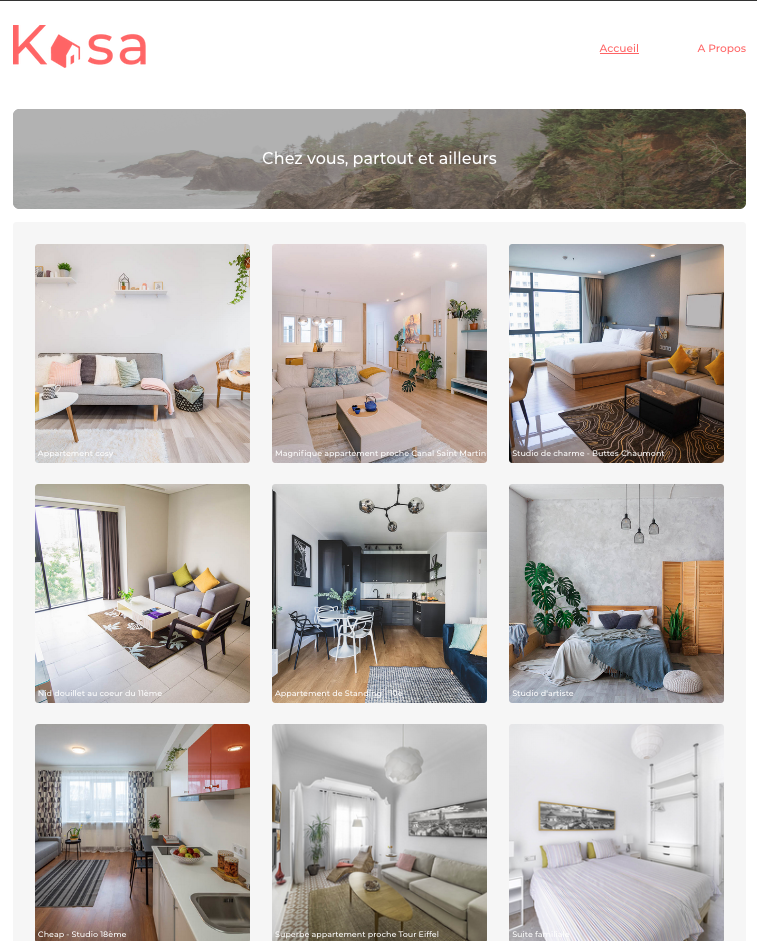 Kasa
Accueil
A Propos
Chez vous, partout et ailleurs
Appartement cosy
Magnifique appartement proche Canal Saint Martin
Studio de charme - Buttes Chaumont
Nid douillet au coeur du 11ème
Appartement de Standing - 10e
Studio d'artiste
Cheap - Studio 18ème
Superbe appartement proche Tour Eiffel
Suite